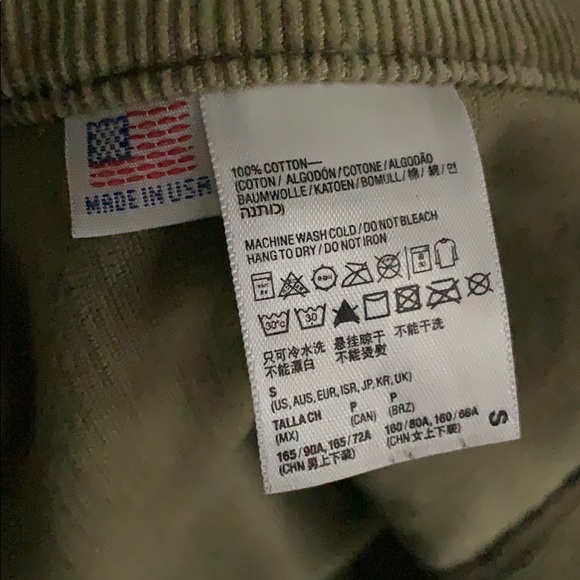 MADE IN USA
100% COTTON—
(COTON / ALGODÓN / COTONE / ALGODÃO
BAUMWOLLE / KATOEN / BOMULL / 棉 / 綿 / 면
כותנה)
MACHINE WASH COLD / DO NOT BLEACH
HANG TO DRY / DO NOT IRON
30°C
30
只可冷水洗 悬挂晾干 不能干洗
不能漂白 不能烫熨
S
(US, AUS, EUR, ISR, JP, KR, UK)
TALLA CH P P
(MX) (CAN) (BRZ)
165/90A, 165/72A 160/80A, 160/66A
(CHN 男上下装) (CHN 女上下装)
S